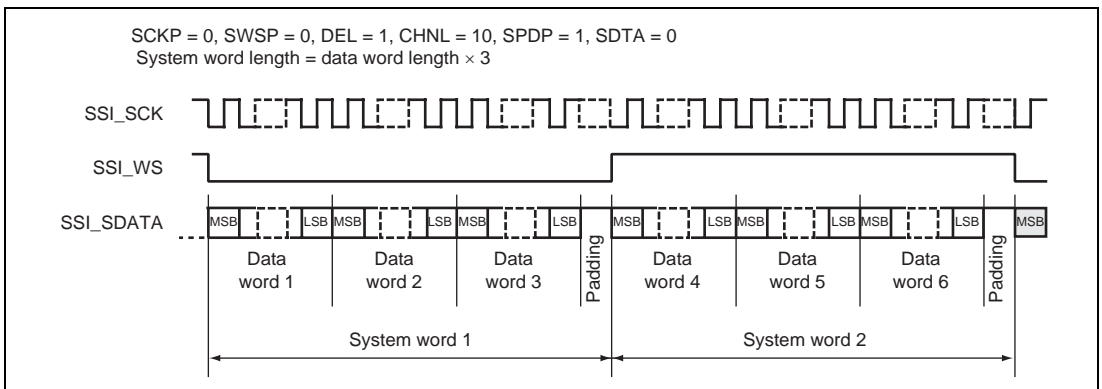 SCKP = 0, SWSP = 0, DEL = 1, CHNL = 10, SPDP = 1, SDTA = 0
System word length = data word length × 3
SSI_SCK
SSI_WS
SSI_SDATA
MSB LSB MSB LSB MSB LSB MSB LSB MSB LSB MSB LSB MSB
Data word 1
Data word 2
Data word 3
Padding
Data word 4
Data word 5
Data word 6
Padding
System word 1
System word 2